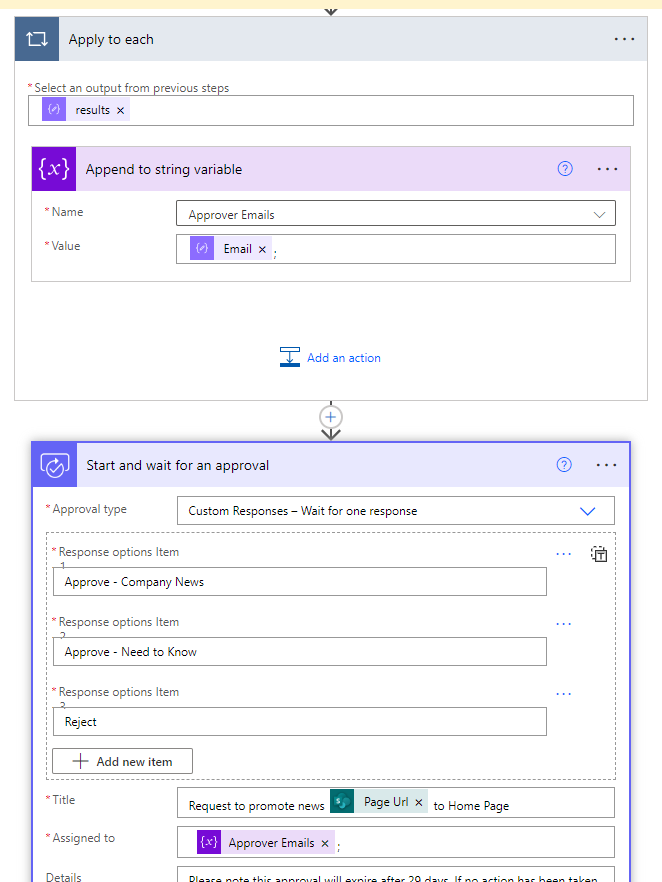 Apply to each
* Select an output from previous steps
results ×
{x} Append to string variable ?
* Name Approver Emails
* Value Email × ;
Add an action
Start and wait for an approval ?
* Approval type Custom Responses – Wait for one response
* Response options Item
1
Approve - Company News
* Response options Item
2
Approve - Need to Know
* Response options Item
3
Reject
Add new item
* Title Request to promote news Page Url × to Home Page
* Assigned to {x} Approver Emails × ;
Details Please note this approval will expire after 29 days. If no action has been taken